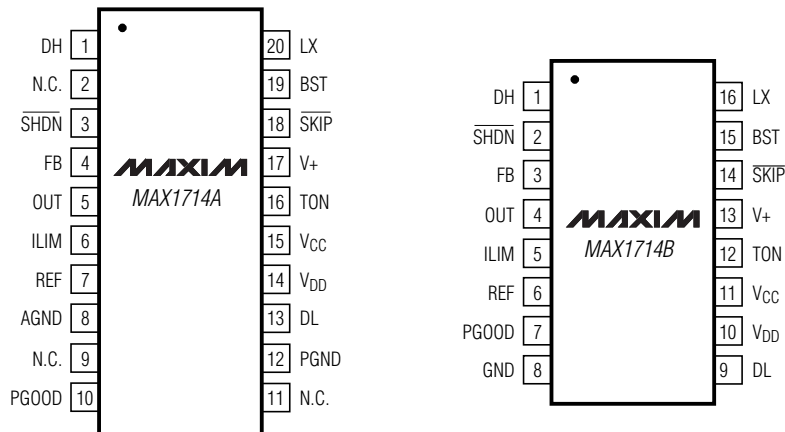 DH 1 20 LX
N.C. 2 19 BST
SHDN 3 18 SKIP
FB 4 17 V+
OUT 5 16 TON
ILIM 6 15 VCC
REF 7 14 VDD
AGND 8 13 DL
N.C. 9 12 PGND
PGOOD 10 11 N.C.
MAXIM
MAX1714A
DH 1 16 LX
SHDN 2 15 BST
FB 3 14 SKIP
OUT 4 13 V+
ILIM 5 12 TON
REF 6 11 VCC
PGOOD 7 10 VDD
GND 8 9 DL
MAXIM
MAX1714B